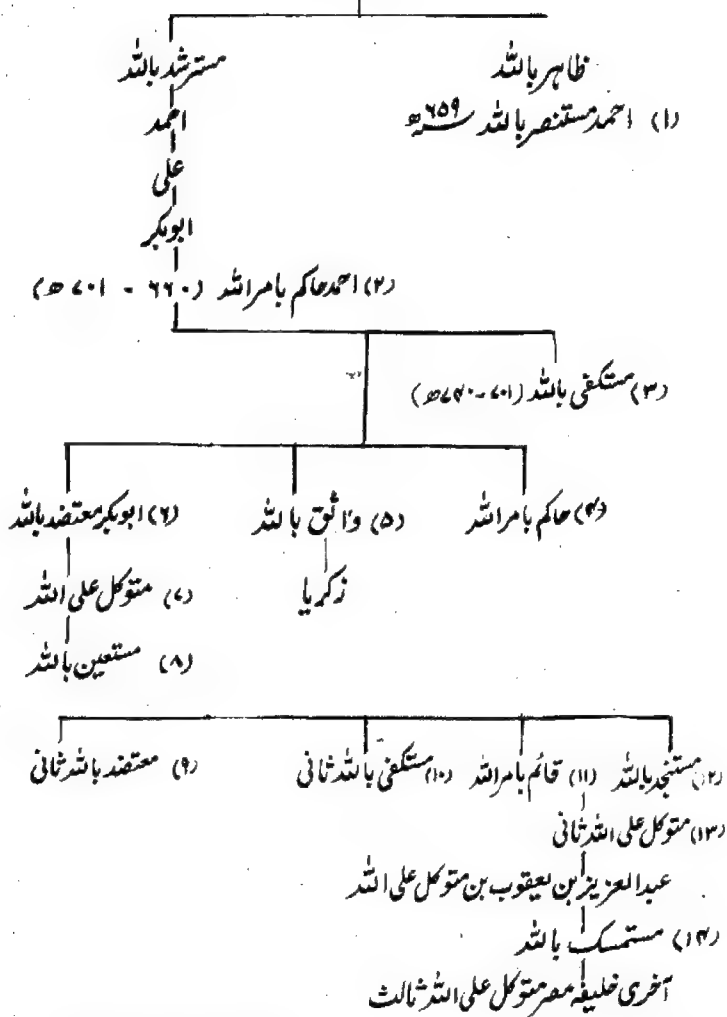 ظاہر باللہ مسترشد باللہ
(۱) احمد مستنصر باللہ ۶۵۹ھ
احمد
علی
ابوبکر
(۲) احمد حاکم بامر اللہ (۶۶۰ - ۷۰۱ھ)
(۳) مستکفی باللہ (۷۰۱-۷۴۰ھ)
(۴) حاکم بامر اللہ (۵) واثق باللہ (۶) ابوبکر معتضد باللہ
زکریا (۷) متوکل علی اللہ
(۸) مستعین باللہ
(۱۲) مستنجد باللہ (۱۱) قائم بامر اللہ (۱۰) مستکفی باللہ ثانی (۹) معتضد باللہ ثانی
(۱۳) متوکل علی اللہ ثانی
عبدالعزیز بن یعقوب بن متوکل علی اللہ
(۱۴) مستمسک باللہ
آخری خلیفہ مصر متوکل علی اللہ ثالث